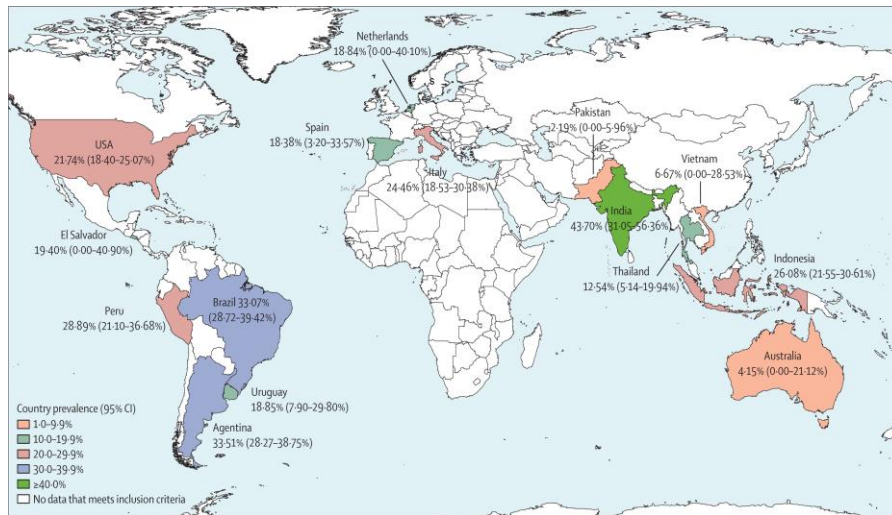 Netherlands
18·84% (0·00–40·10%)
Spain
18·38% (3·20–33·57%)
Pakistan
2·19% (0·00–5·96%)
USA
21·74% (18·40–25·07%)
Vietnam
6·67% (0·00–28·53%)
Italy
24·46% (18·53–30·38%)
India
43·70% (31·05–56·36%)
El Salvador
19·40% (0·00–40·90%)
Indonesia
26·08% (21·55–30·61%)
Thailand
12·54% (5·14–19·94%)
Brazil 33·07%
(28·72–39·42%)
Peru
28·89% (21·10–36·68%)
Australia
4·15% (0·00–21·12%)
Uruguay
18·85% (7·90–29·80%)
Agentina
33·51% (28·27–38·75%)
Country prevalence (95% CI)
1·0–9·9%
10·0–19·9%
20·0–29·9%
30·0–39·9%
≥40·0%
No data that meets inclusion criteria